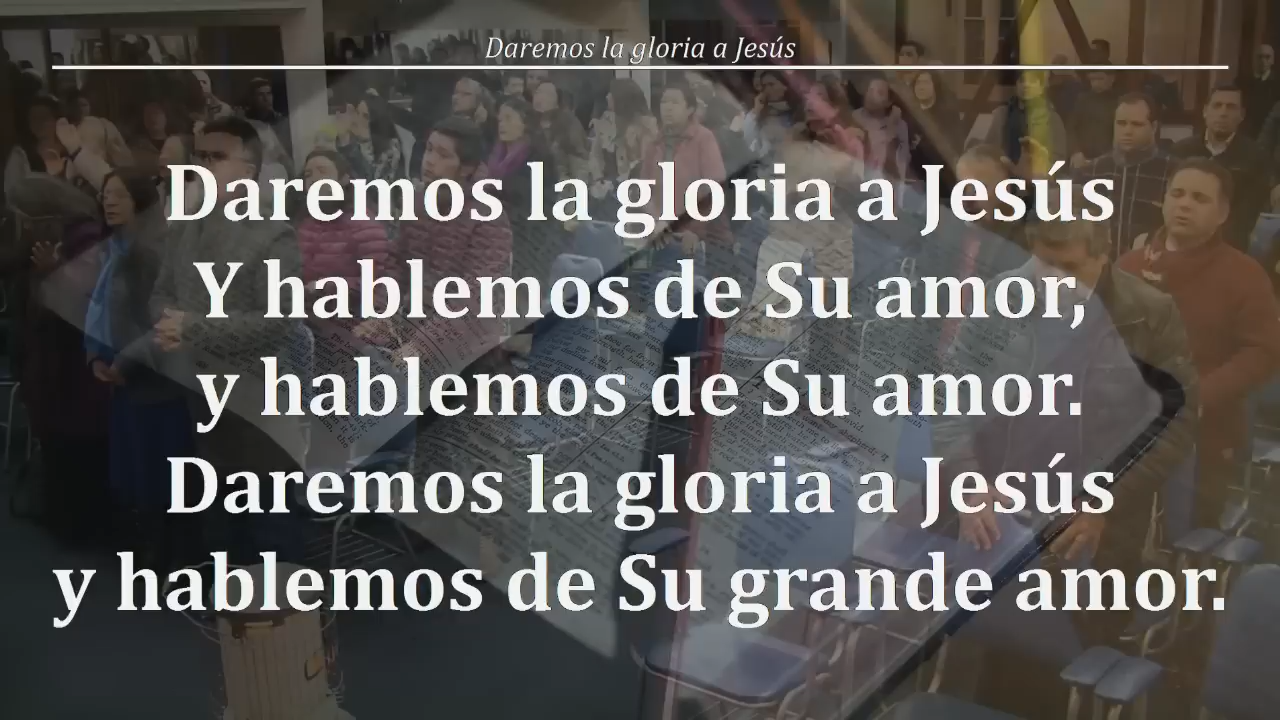 Daremos la gloria a Jesús
Daremos la gloria a Jesús
Y hablemos de Su amor,
y hablemos de Su amor.
Daremos la gloria a Jesús
y hablemos de Su grande amor.